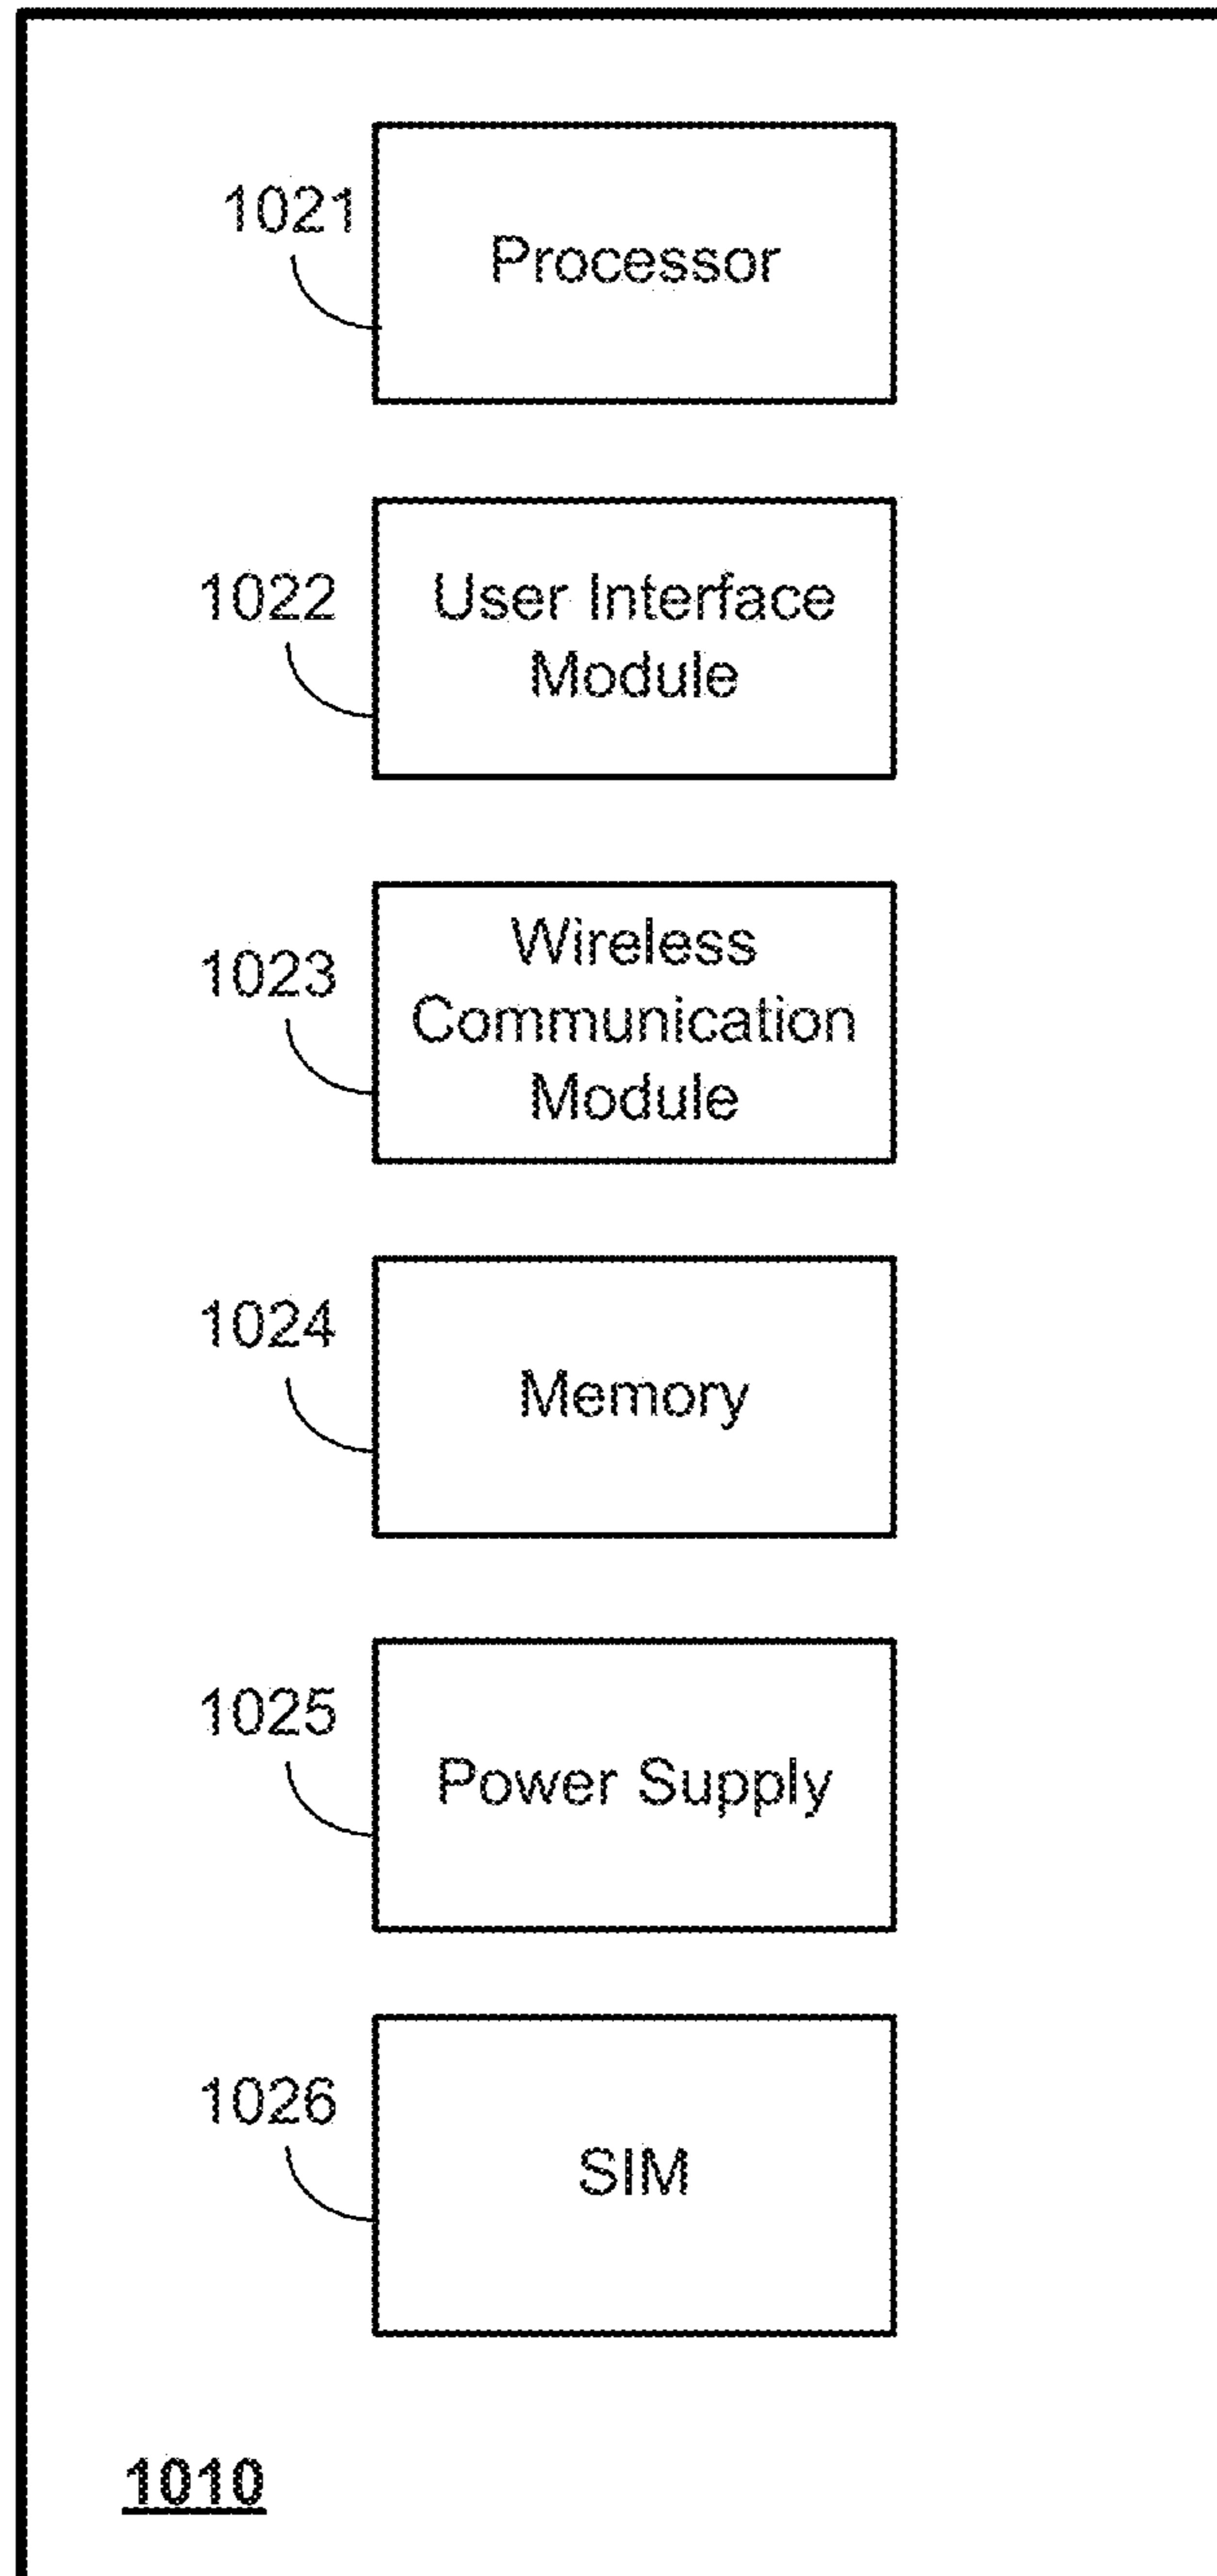 1021
Processor
1022
User Interface
Module
1023
Wireless
Communication
Module
1024
Memory
1025
Power Supply
1026
SIM
1010